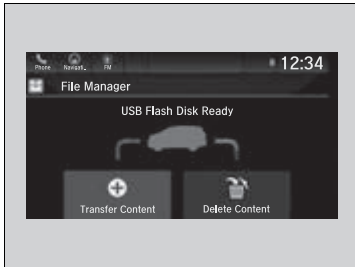 12:34
Phone Navigati.. FM
File Manager
USB Flash Disk Ready
Transfer Content
Delete Content